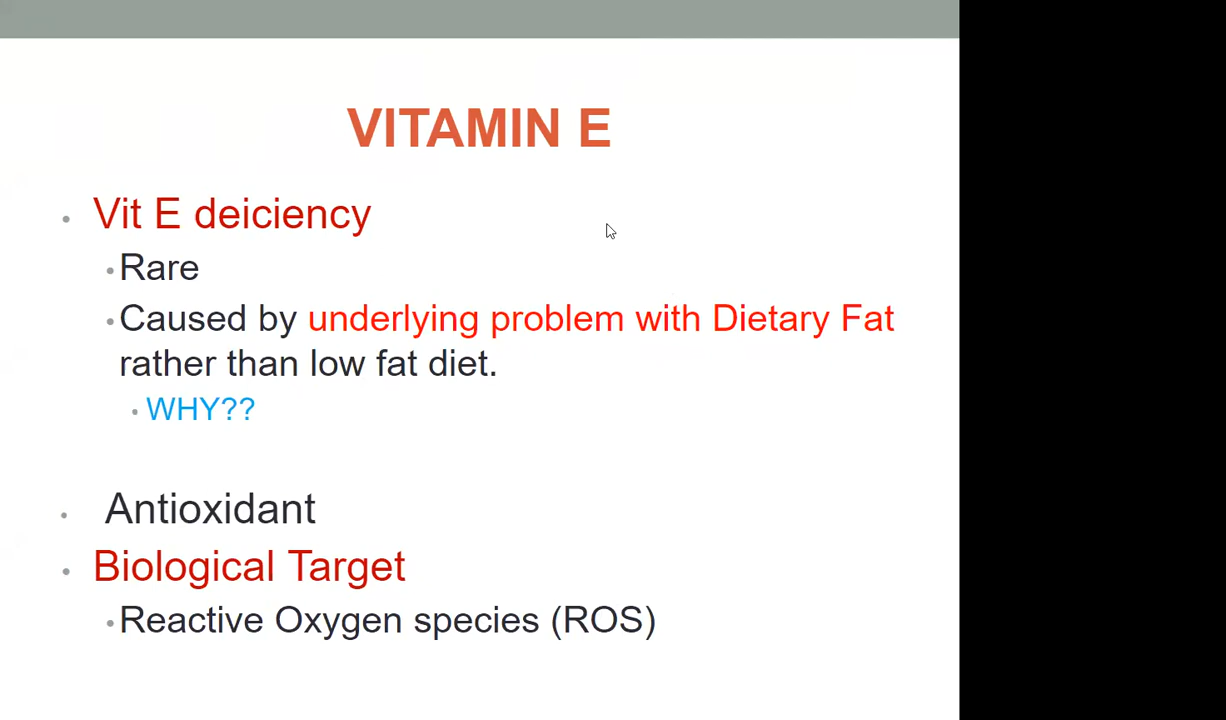 VITAMIN E
• Vit E deiciency
• Rare
• Caused by underlying problem with Dietary Fat
rather than low fat diet.
• WHY??
• Antioxidant
• Biological Target
• Reactive Oxygen species (ROS)